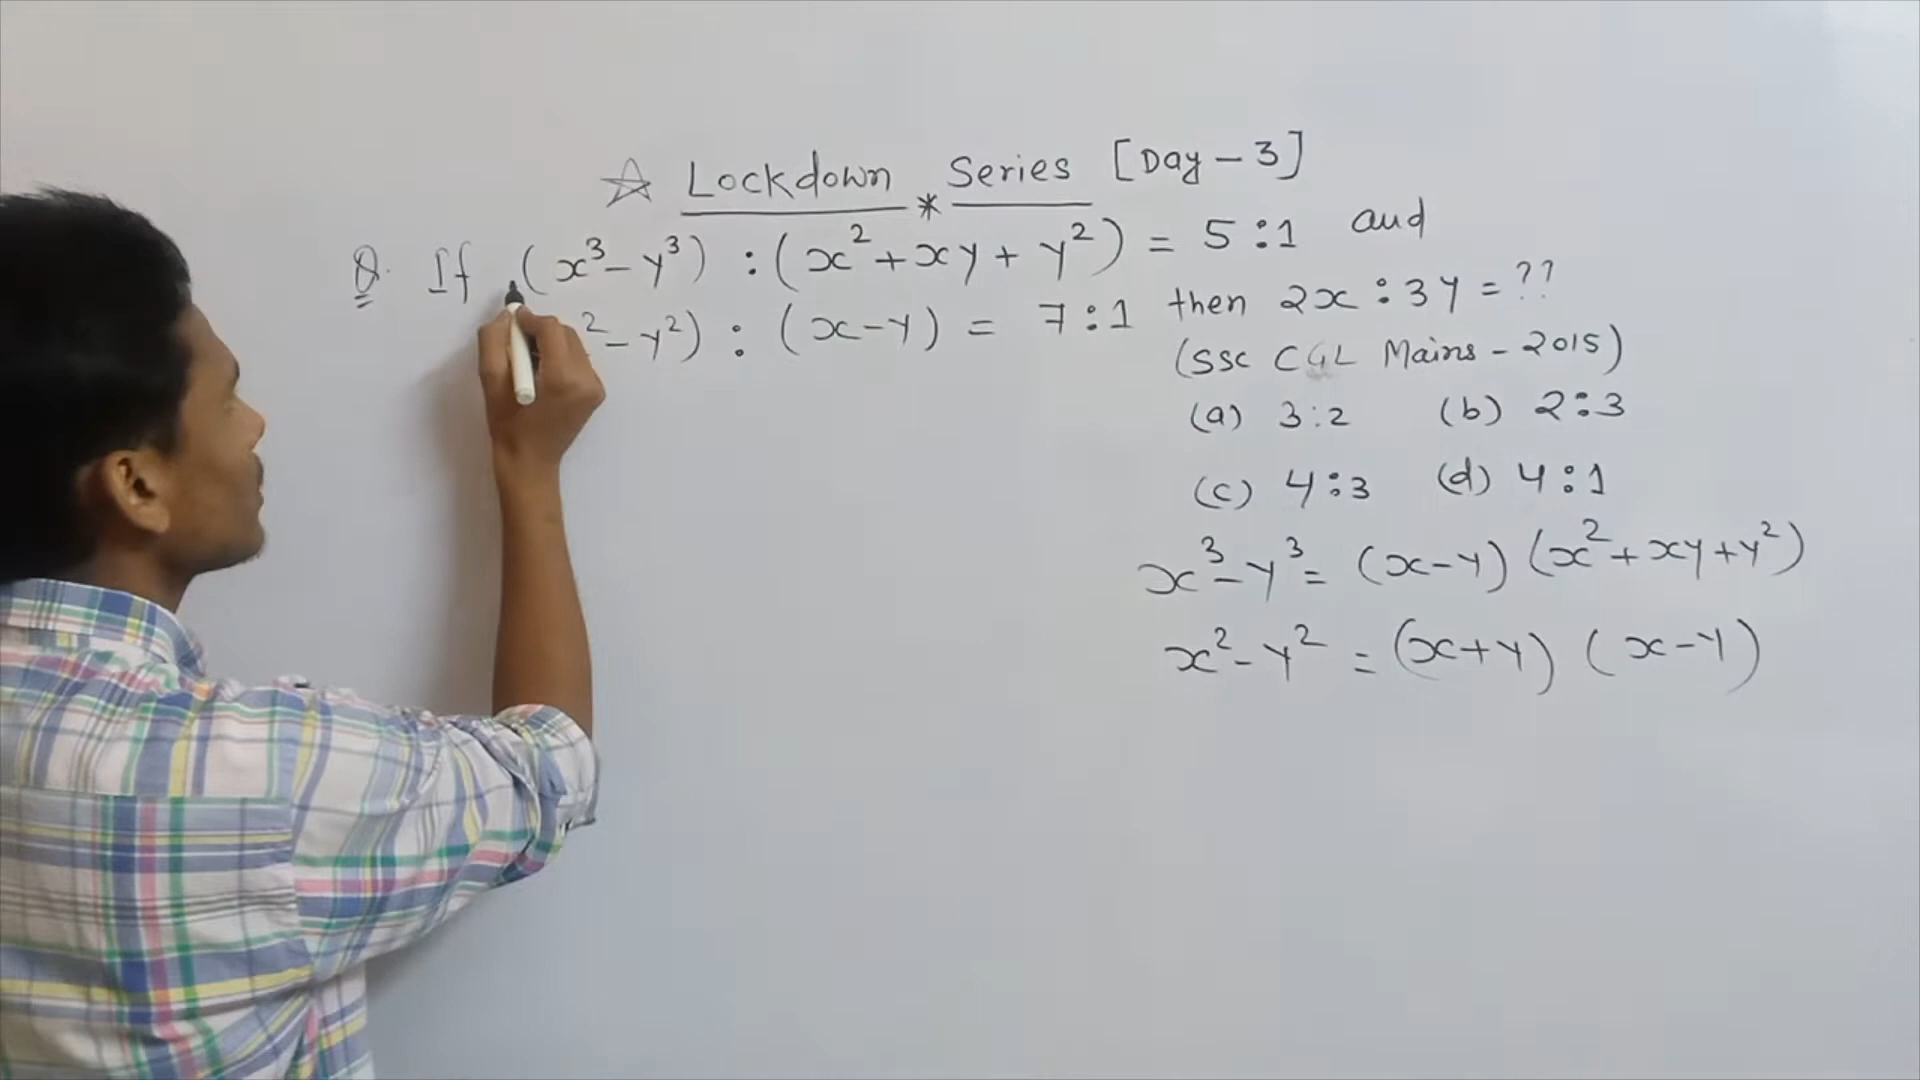 ☆ Lockdown * Series [Day - 3]
Q. If (x³ - y³) : (x² + xy + y²) = 5 : 1 and
² - y²) : (x - y) = 7 : 1 then 2x : 3y = ??
(SSC CGL Mains - 2015)
(a) 3 : 2 (b) 2 : 3
(c) 4 : 3 (d) 4 : 1
x³ - y³ = (x - y) (x² + xy + y²)
x² - y² = (x + y) (x - y)